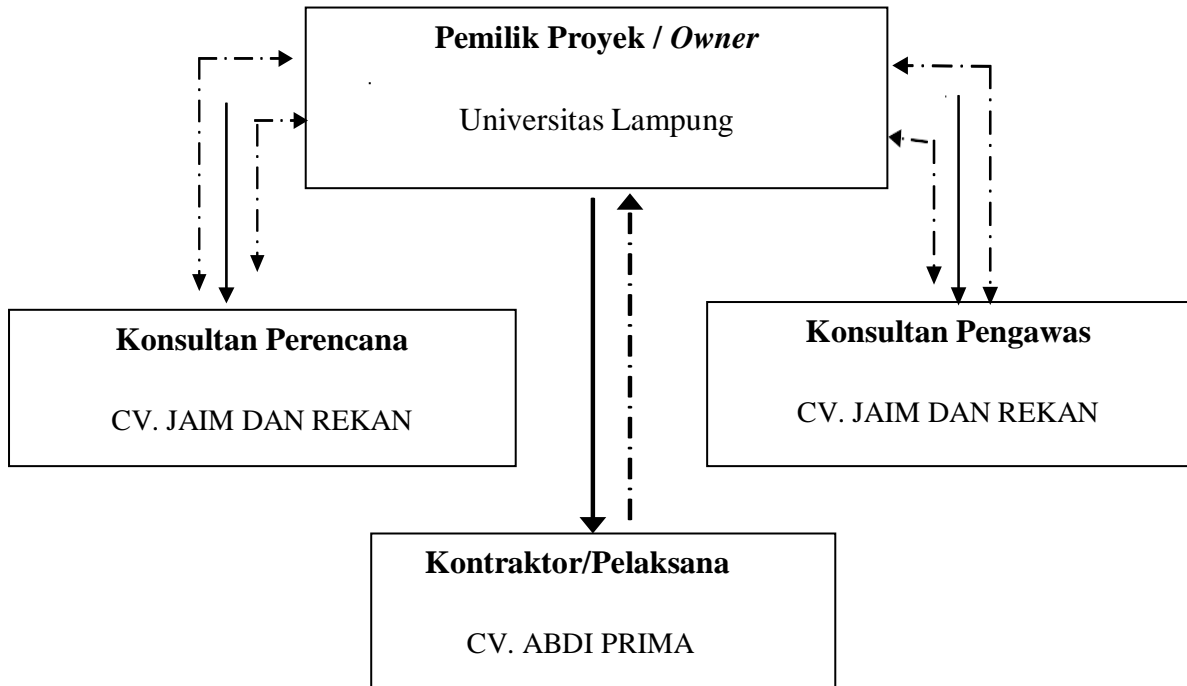 Pemilik Proyek / Owner
Universitas Lampung
Konsultan Perencana
CV. JAIM DAN REKAN
Konsultan Pengawas
CV. JAIM DAN REKAN
Kontraktor/Pelaksana
CV. ABDI PRIMA